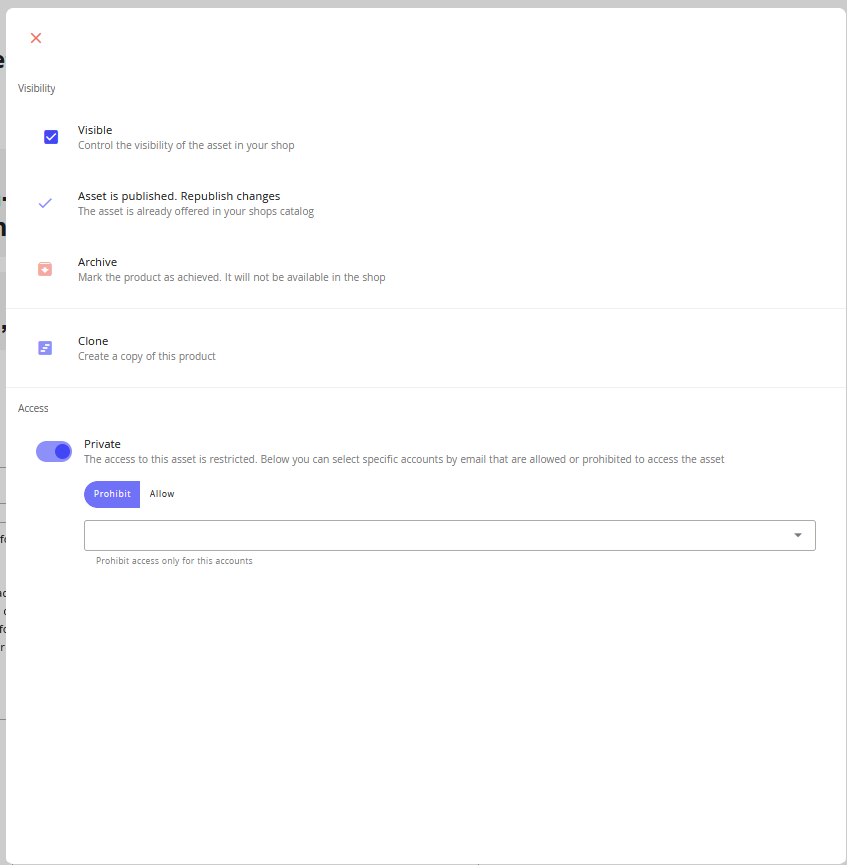 Visibility
Visible
Control the visibility of the asset in your shop
Asset is published. Republish changes
The asset is already offered in your shops catalog
Archive
Mark the product as achieved. It will not be available in the shop
Clone
Create a copy of this product
Access
Private
The access to this asset is restricted. Below you can select specific accounts by email that are allowed or prohibited to access the asset
Prohibit Allow
Prohibit access only for this accounts